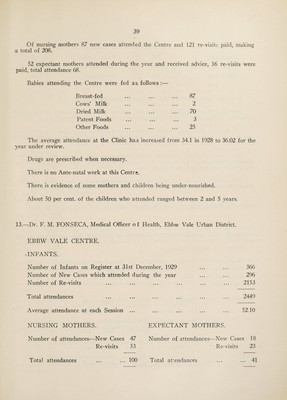 39
Of nursing mothers 87 new cases attended the Centre and 121 re-visits paid, making
a total of 206.
52 expectant mothers attended during the year and received advice, 16 re-visits were
paid, total attendance 68.
Babies attending the Centre were fed as follows:—
Breast-fed ... ... ... 87
Cows' Milk ... ... ... 2
Dried Milk ... ... ... 70
Patent Foods ... ... ... 3
Other Foods ... ... ... 25
The average attendance at the Clinic has increased from 34.1 in 1928 to 36.02 for the
year under review.
Drugs are prescribed when necessary.
There is no Ante-natal work at this Centre.
There is evidence of some mothers and children being under-nourished.
About 50 per cent. of the children who attended ranged between 2 and 5 years.
13.—Dr. F. M. FONSECA, Medical Officer of Health, Ebbw Vale Urban District.
EBBW VALE CENTRE.
INFANTS.
Number of Infants on Register at 31st December, 1929 ... ... 366
Number of New Cases which attended during the year ... ... 296
Number of Re-visits ... ... ... ... ... ... 2153
Total attendances ... ... ... ... ... 2449
Average attendance at each Session ... ... ... ... 52.10
NURSING MOTHERS. EXPECTANT MOTHERS.
Number of attendances—New Cases 47 Number of attendances—New Cases 18
Re-visits 53 Re-visits 23
Total attendances ... ... 100 Total attendances ... ... 41